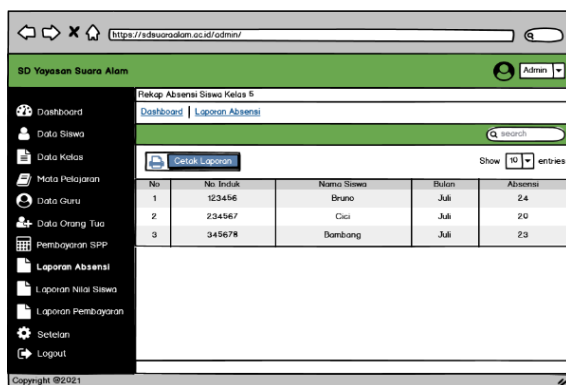 https://sdsuaraalam.ac.id/admin/
SD Yayasan Suara Alam
Admin
Rekap Absensi Siswa Kelas 5
Dashboard | Laporan Absensi
search
Cetak Laporan
Show 10 entries
No No. Induk Nama Siswa Bulan Absensi
1 123456 Bruno Juli 24
2 234567 Cici Juli 20
3 345678 Bambang Juli 23
Dashboard
Data Siswa
Data Kelas
Mata Pelajaran
Data Guru
Data Orang Tua
Pembayaran SPP
Laporan Absensi
Laporan Nilai Siswa
Laporan Pembayaran
Setelan
Logout
Copyright @2021